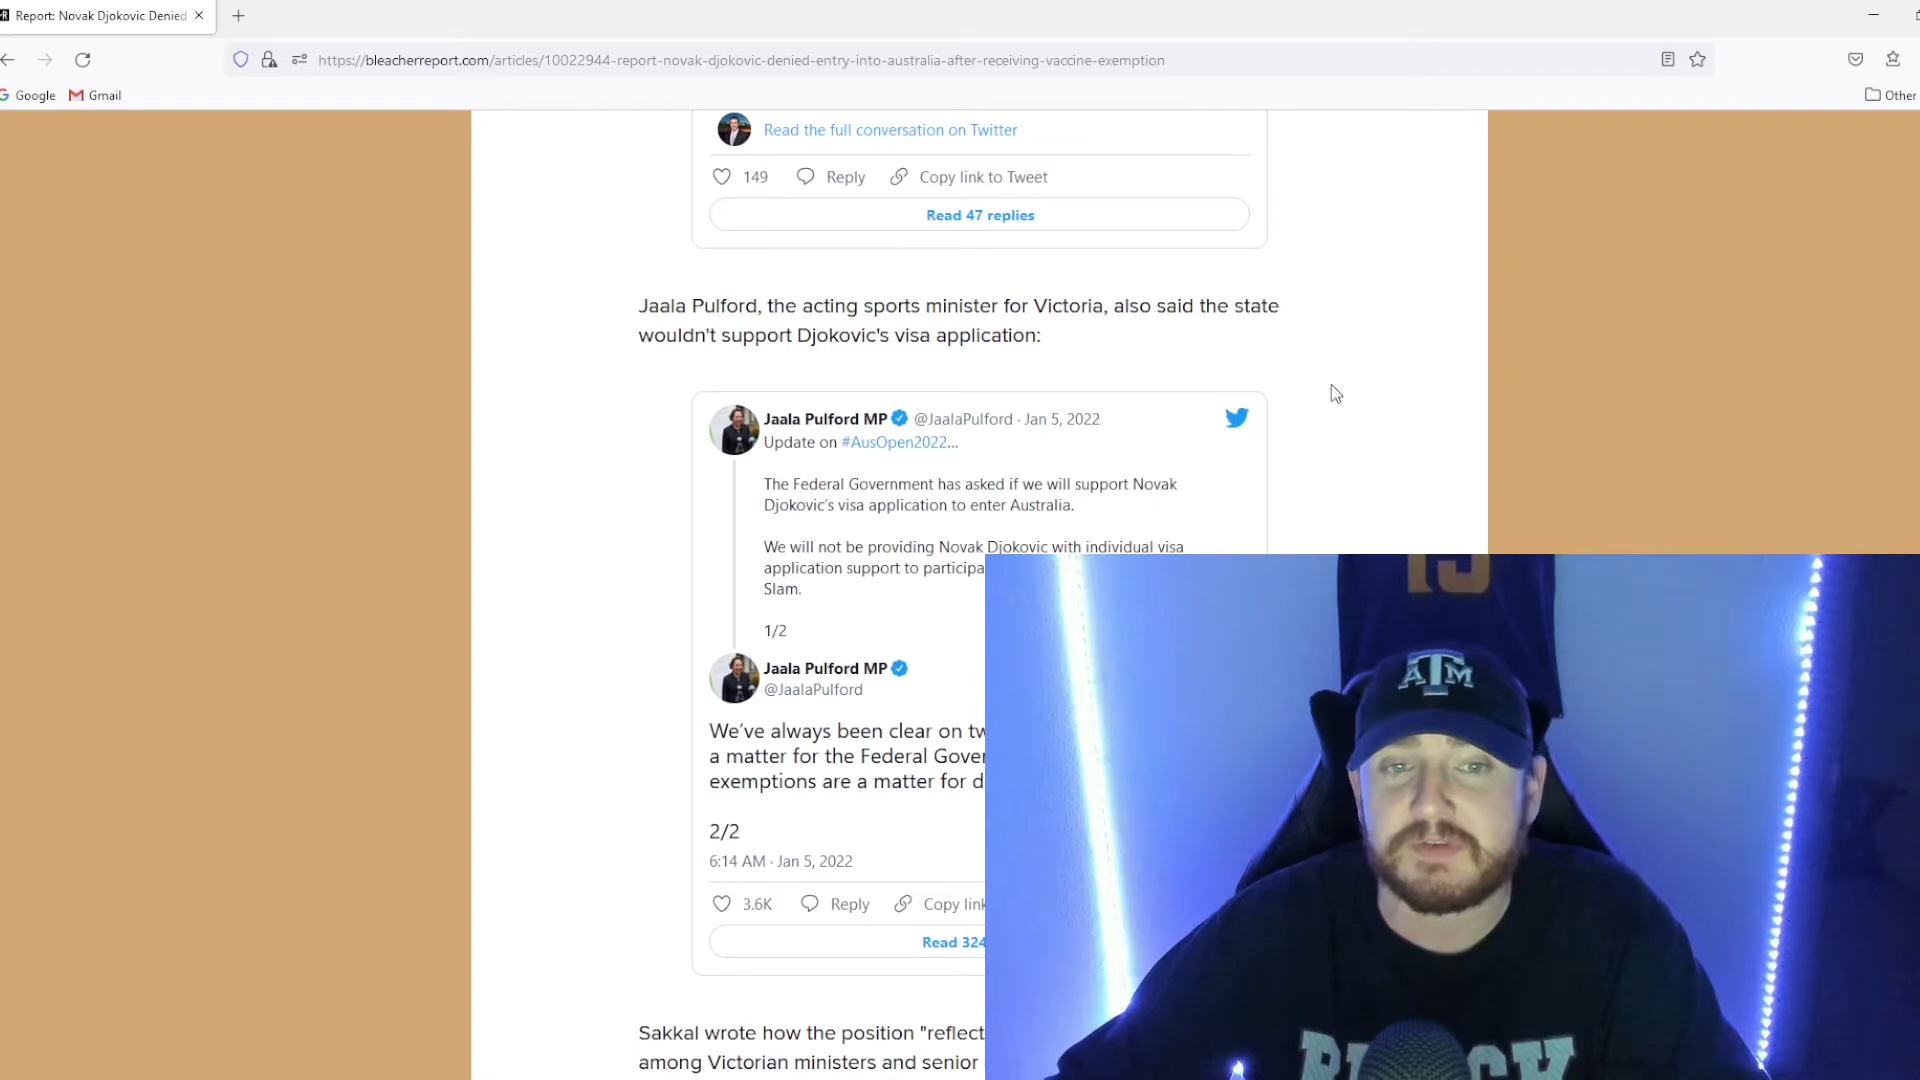 Report: Novak Djokovic Denied
https://bleacherreport.com/articles/10022944-report-novak-djokovic-denied-entry-into-australia-after-receiving-vaccine-exemption
Google
Gmail
Other
Read the full conversation on Twitter
149
Reply
Copy link to Tweet
Read 47 replies
Jaala Pulford, the acting sports minister for Victoria, also said the state
wouldn't support Djokovic's visa application:
Jaala Pulford MP @JaalaPulford · Jan 5, 2022
Update on #AusOpen2022...
The Federal Government has asked if we will support Novak
Djokovic's visa application to enter Australia.
We will not be providing Novak Djokovic with individual visa
application support to participa
Slam.
1/2
Jaala Pulford MP
@JaalaPulford
We've always been clear on tw
a matter for the Federal Gover
exemptions are a matter for d
2/2
6:14 AM · Jan 5, 2022
3.6K
Reply
Copy link
Read 324
Sakkal wrote how the position "reflect
among Victorian ministers and senior
15
ATM